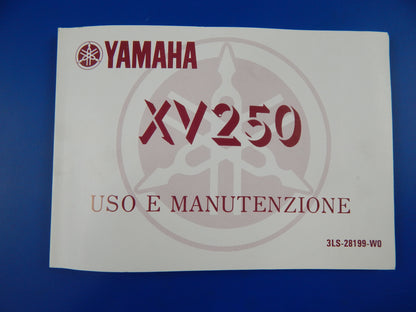 YAMAHA
XV250
USO E MANUTENZIONE
3LS-28199-W0